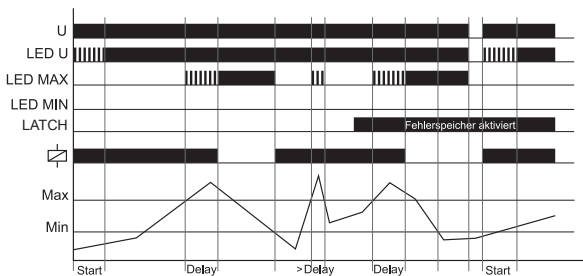 U
LED U
LED MAX
LED MIN
LATCH
Fehlerspeicher aktiviert
Max
Min
Start Delay >Delay Delay Start